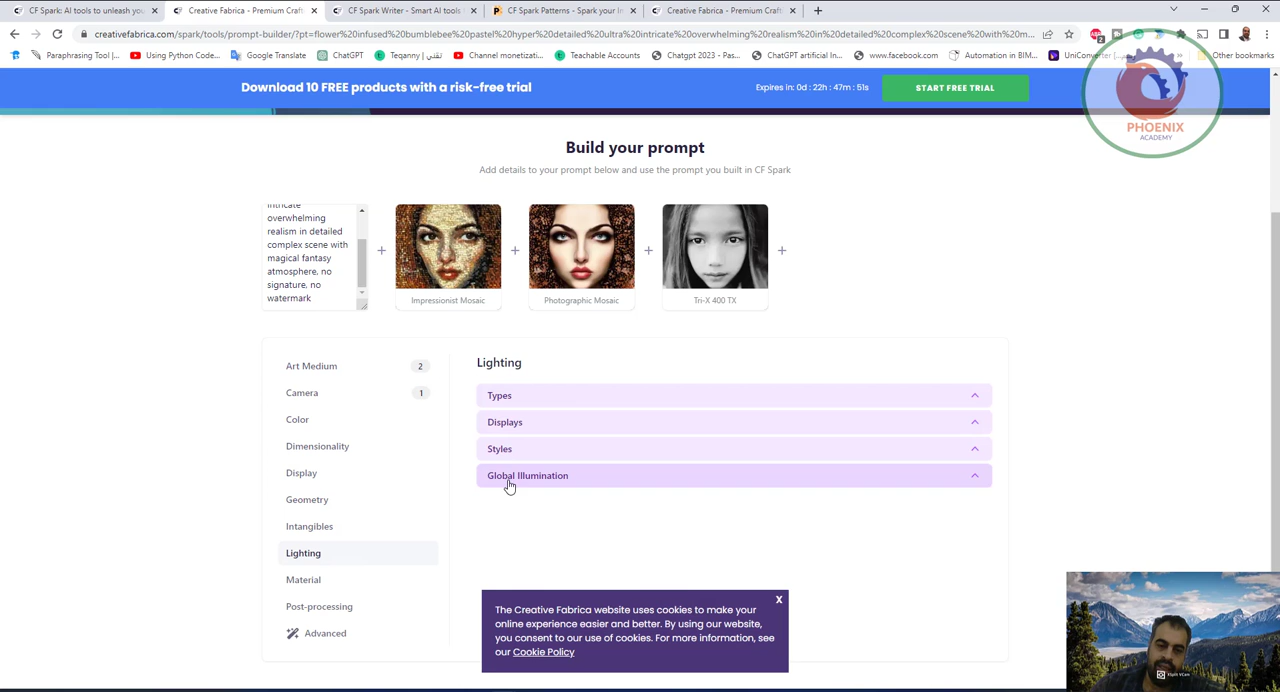 CF Spark: AI tools to unleash you
Creative Fabrica - Premium Craft
CF Spark Writer - Smart AI tools
CF Spark Patterns - Spark your In
Creative Fabrica - Premium Craft
creativefabrica.com/spark/tools/prompt-builder/?pt=flower%20infused%20bumblebee%20pastel%20hyper%20detailed%20ultra%20intricate%20overwhelming%20realism%20in%20detailed%20complex%20scene%20with%20m...
Paraphrasing Tool |...
Using Python Code...
Google Translate
ChatGPT
Teqanny | تقني
Channel monetizati...
Teachable Accounts
Chatgpt 2023 - Pas...
ChatGPT artificial In...
www.facebook.com
Automation in BIM...
UniConverter
Other bookmarks
Download 10 FREE products with a risk-free trial
Expires in: 0d : 22h : 47m : 51s
START FREE TRIAL
PHOENIX
ACADEMY
Build your prompt
Add details to your prompt below and use the prompt you built in CF Spark
intricate
overwhelming
realism in detailed
complex scene with
magical fantasy
atmosphere, no
signature, no
watermark
+
Impressionist Mosaic
+
Photographic Mosaic
+
Tri-X 400 TX
+
Art Medium 2
Camera 1
Color
Dimensionality
Display
Geometry
Intangibles
Lighting
Material
Post-processing
Advanced
Lighting
Types
Displays
Styles
Global Illumination
X
The Creative Fabrica website uses cookies to make your
online experience easier and better. By using our website,
you consent to our use of cookies. For more information, see
our Cookie Policy
XSplit VCam